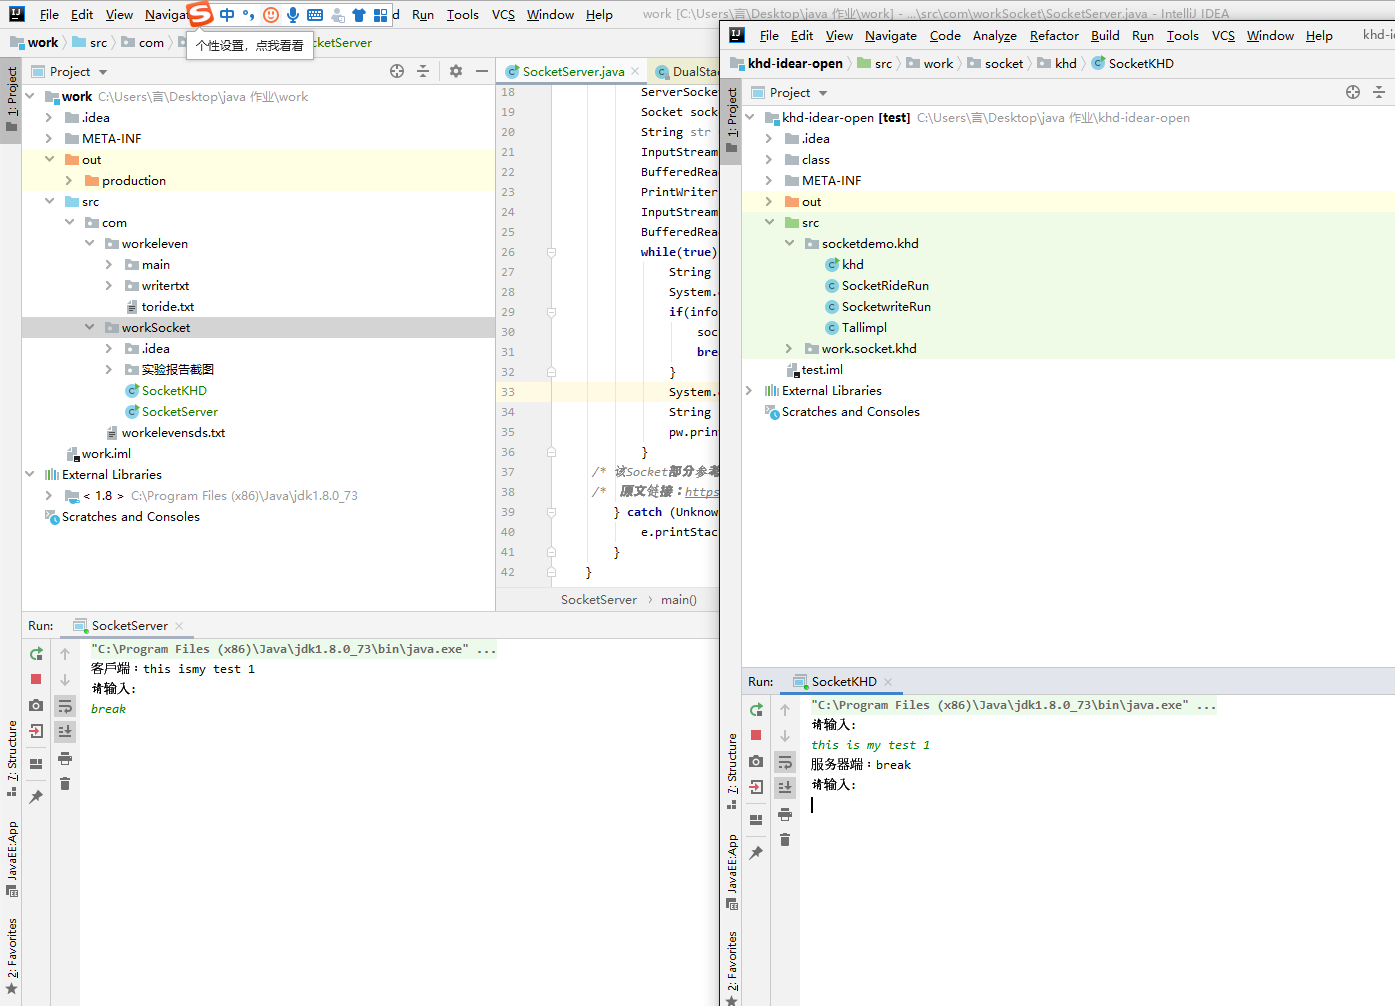 File Edit View Navigat d Run Tools VCS Window Help work [C:\Users\言\Desktop\java 作业\work] - ...\src\com\workSocket\SocketServer.java - IntelliJ IDEA
中
个性设置，点我看看
work src com cketServer
Project
work C:\Users\言\Desktop\java 作业\work
.idea
META-INF
out
production
src
com
workeleven
main
writertxt
toride.txt
workSocket
.idea
实验报告截图
SocketKHD
SocketServer
workelevensds.txt
work.iml
External Libraries
< 1.8 > C:\Program Files (x86)\Java\jdk1.8.0_73
Scratches and Consoles
1: Project
7: Structure
JavaEE:App
2: Favorites
SocketServer.java DualStac
18 ServerSocke
19 Socket sock
20 String str
21 InputStream
22 BufferedRea
23 PrintWriter
24 InputStream
25 BufferedRea
26 while(true)
27 String
28 System.
29 if(info
30 soc
31 bre
32 }
33 System.
34 String
35 pw.prin
36 }
37 /* 该Socket部分参考
38 /* 原文链接：https
39 } catch (Unknow
40 e.printStac
41 }
42 }
SocketServer main()
Run: SocketServer
"C:\Program Files (x86)\Java\jdk1.8.0_73\bin\java.exe" ...
客戶端：this ismy test 1
请输入：
break
File Edit View Navigate Code Analyze Refactor Build Run Tools VCS Window Help khd-i
khd-idear-open src work socket khd SocketKHD
Project
khd-idear-open [test] C:\Users\言\Desktop\java 作业\khd-idear-open
.idea
class
META-INF
out
src
socketdemo.khd
khd
SocketRideRun
SocketwriteRun
Tallimpl
work.socket.khd
test.iml
External Libraries
Scratches and Consoles
1: Project
7: Structure
JavaEE:App
2: Favorites
Run: SocketKHD
"C:\Program Files (x86)\Java\jdk1.8.0_73\bin\java.exe" ...
请输入：
this is my test 1
服务器端：break
请输入：